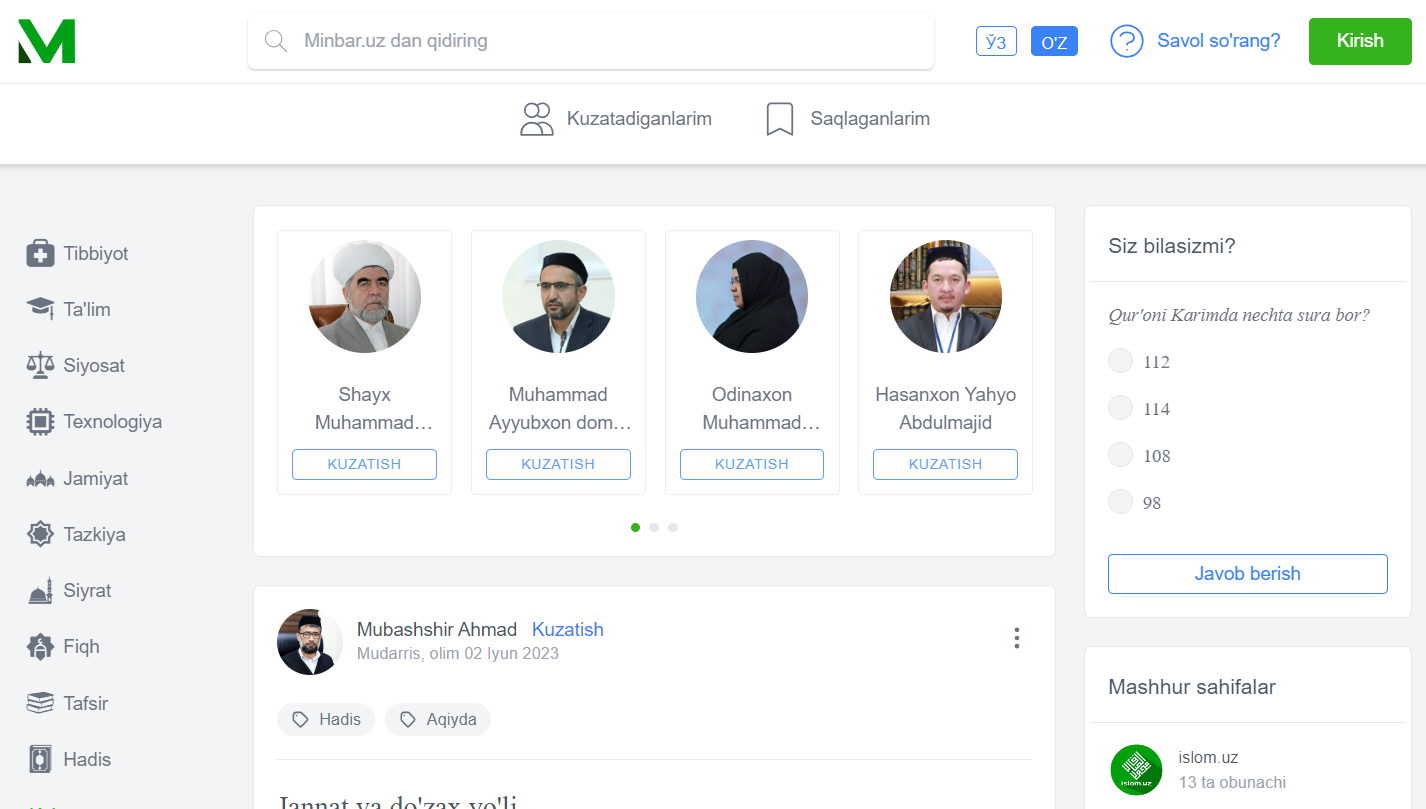 M
Minbar.uz dan qidiring
ЎЗ
O'Z
Savol so'rang?
Kirish
Kuzatadiganlarim
Saqlaganlarim
Tibbiyot
Ta'lim
Siyosat
Texnologiya
Jamiyat
Tazkiya
Siyrat
Fiqh
Tafsir
Hadis
Shayx
Muhammad…
KUZATISH
Muhammad
Ayyubxon dom…
KUZATISH
Odinaxon
Muhammad…
KUZATISH
Hasanxon Yahyo
Abdulmajid
KUZATISH
Mubashshir Ahmad Kuzatish
Mudarris, olim 02 Iyun 2023
Hadis
Aqiyda
Jannat va do'zax yo'li
Siz bilasizmi?
Qur'oni Karimda nechta sura bor?
112
114
108
98
Javob berish
Mashhur sahifalar
islom.uz
islom.uz
13 ta obunachi